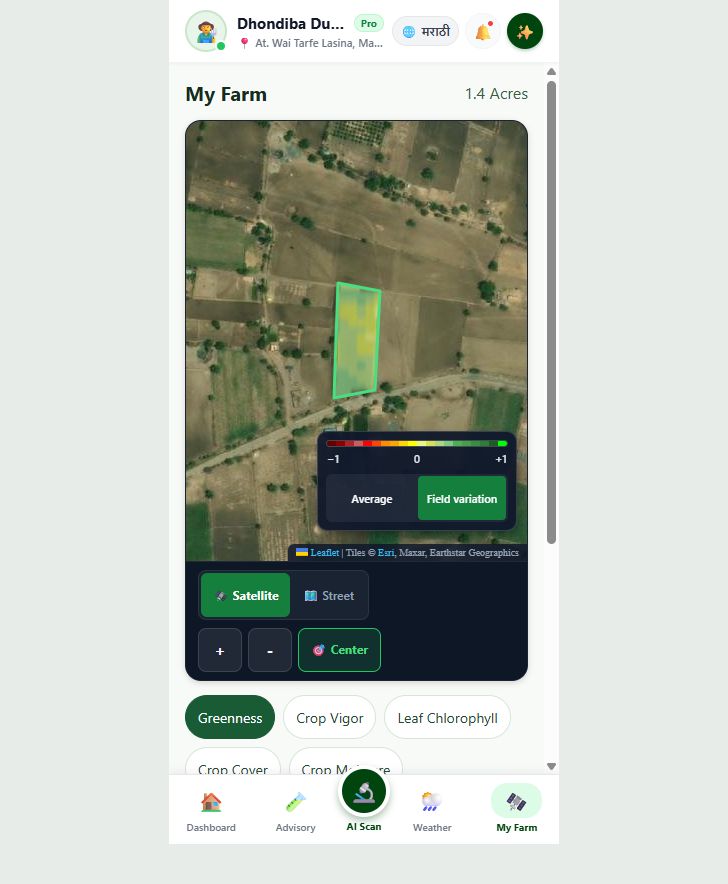 Dhondiba Du... Pro
At. Wai Tarfe Lasina, Ma...
मराठी
My Farm
1.4 Acres
−1 0 +1
Average Field variation
Leaflet | Tiles © Esri, Maxar, Earthstar Geographics
Satellite Street
+ - Center
Greenness Crop Vigor Leaf Chlorophyll
Crop Cover Crop
Dashboard Advisory AI Scan Weather My Farm